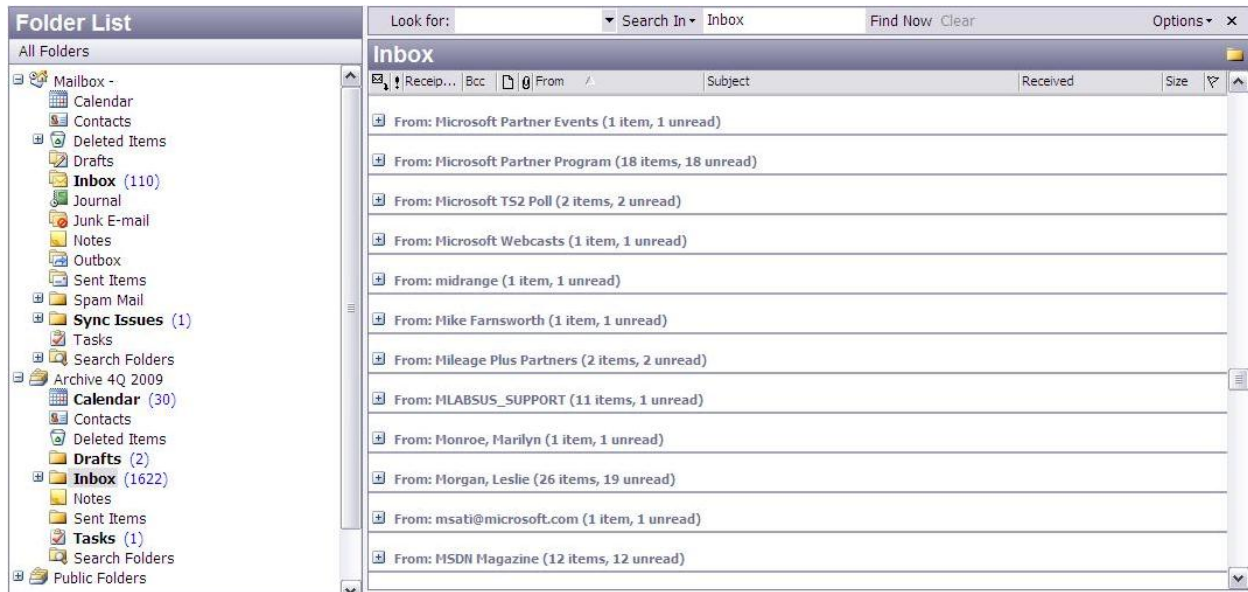 Folder List
All Folders
Mailbox -
Calendar
Contacts
Deleted Items
Drafts
Inbox (110)
Journal
Junk E-mail
Notes
Outbox
Sent Items
Spam Mail
Sync Issues (1)
Tasks
Search Folders
Archive 4Q 2009
Calendar (30)
Contacts
Deleted Items
Drafts (2)
Inbox (1622)
Notes
Sent Items
Tasks (1)
Search Folders
Public Folders
Look for: Search In Inbox Find Now Clear Options
Inbox
! Receip... Bcc From Subject Received Size
From: Microsoft Partner Events (1 item, 1 unread)
From: Microsoft Partner Program (18 items, 18 unread)
From: Microsoft TS2 Poll (2 items, 2 unread)
From: Microsoft Webcasts (1 item, 1 unread)
From: midrange (1 item, 1 unread)
From: Mike Farnsworth (1 item, 1 unread)
From: Mileage Plus Partners (2 items, 2 unread)
From: MLABSUS_SUPPORT (11 items, 1 unread)
From: Monroe, Marilyn (1 item, 1 unread)
From: Morgan, Leslie (26 items, 19 unread)
From: msati@microsoft.com (1 item, 1 unread)
From: MSDN Magazine (12 items, 12 unread)